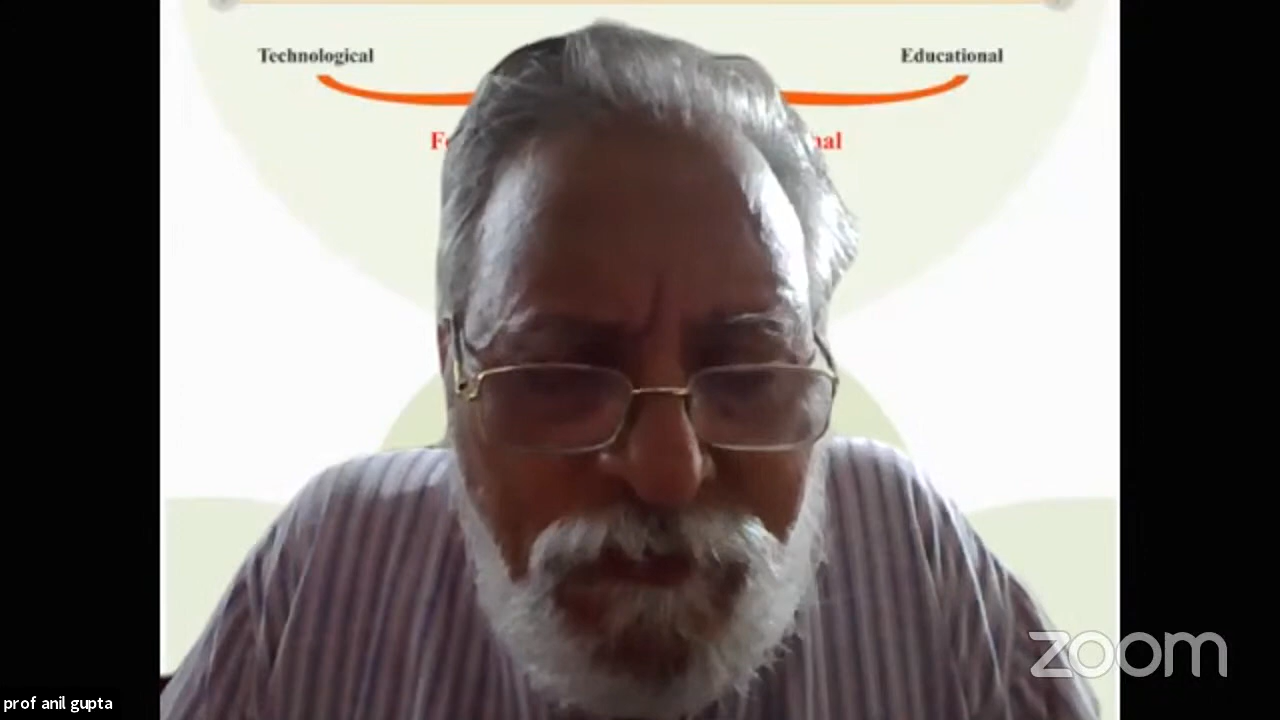 Technological
Educational
zoom
prof anil gupta